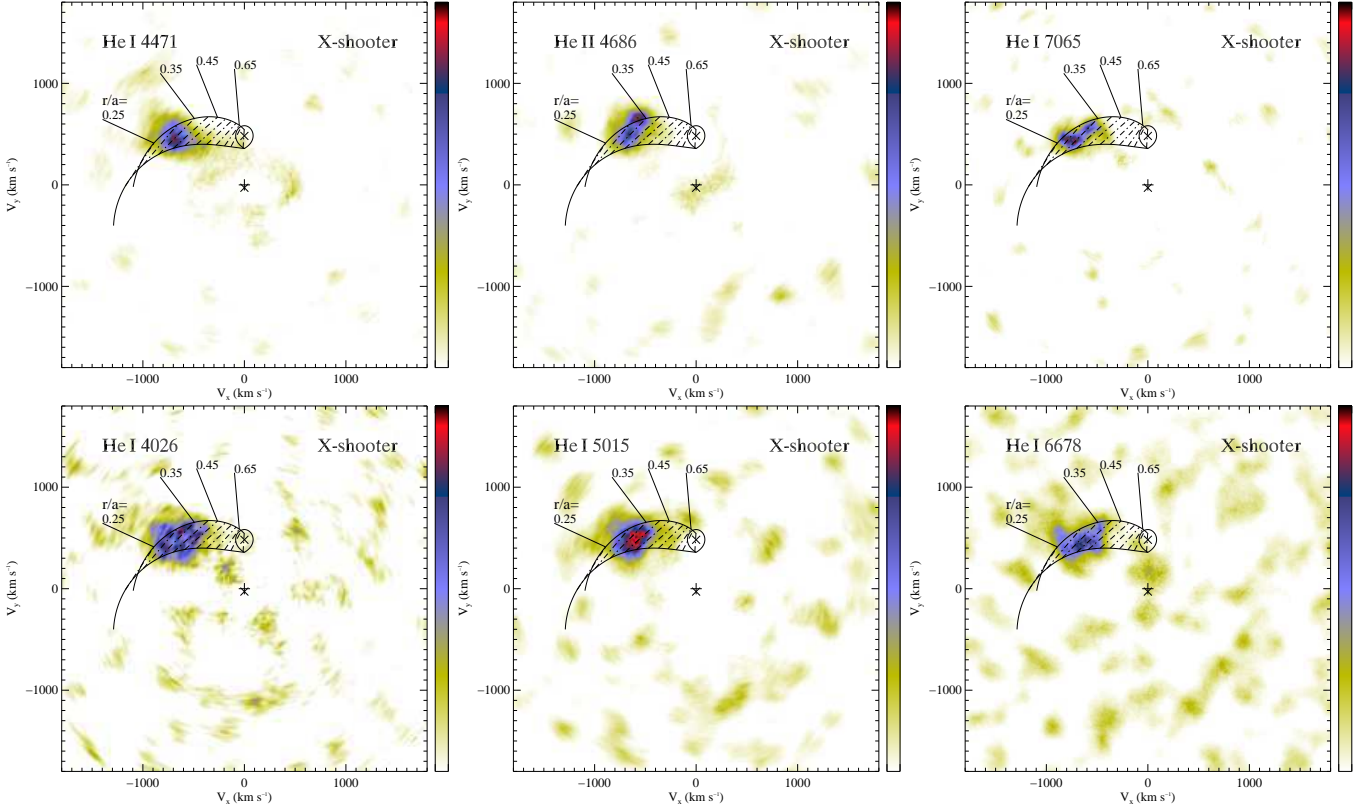 He I 4471 X-shooter
0.35 0.45 0.65
r/a=
0.25
1000
0
−1000
V_y (km s⁻¹)
−1000 0 1000
V_x (km s⁻¹)
He II 4686 X-shooter
0.35 0.45 0.65
r/a=
0.25
1000
0
−1000
V_y (km s⁻¹)
−1000 0 1000
V_x (km s⁻¹)
He I 7065 X-shooter
0.35 0.45 0.65
r/a=
0.25
1000
0
−1000
V_y (km s⁻¹)
−1000 0 1000
V_x (km s⁻¹)
He I 4026 X-shooter
0.35 0.45 0.65
r/a=
0.25
1000
0
−1000
V_y (km s⁻¹)
−1000 0 1000
V_x (km s⁻¹)
He I 5015 X-shooter
0.35 0.45 0.65
r/a=
0.25
1000
0
−1000
V_y (km s⁻¹)
−1000 0 1000
V_x (km s⁻¹)
He I 6678 X-shooter
0.35 0.45 0.65
r/a=
0.25
1000
0
−1000
V_y (km s⁻¹)
−1000 0 1000
V_x (km s⁻¹)